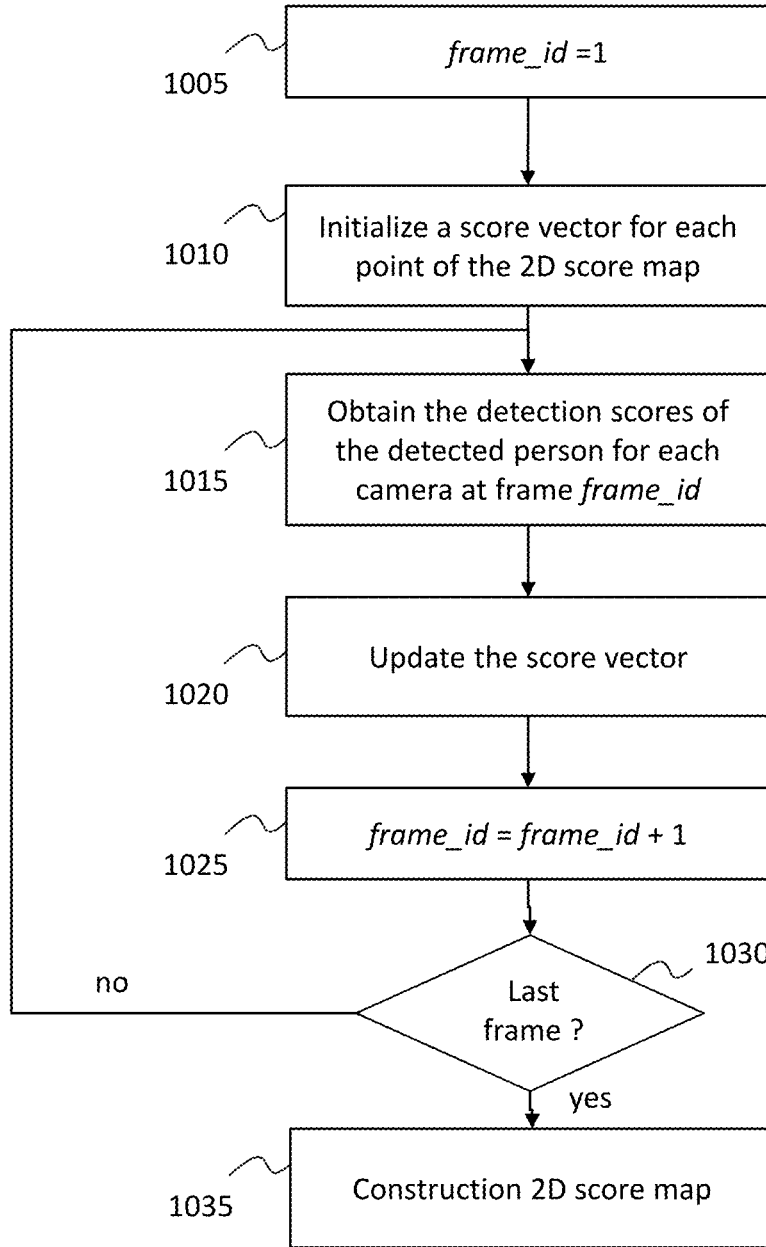 frame_id =1
1005
Initialize a score vector for each
point of the 2D score map
1010
Obtain the detection scores of
the detected person for each
camera at frame frame_id
1015
Update the score vector
1020
frame_id = frame_id + 1
1025
1030
Last
frame ?
no
yes
Construction 2D score map
1035